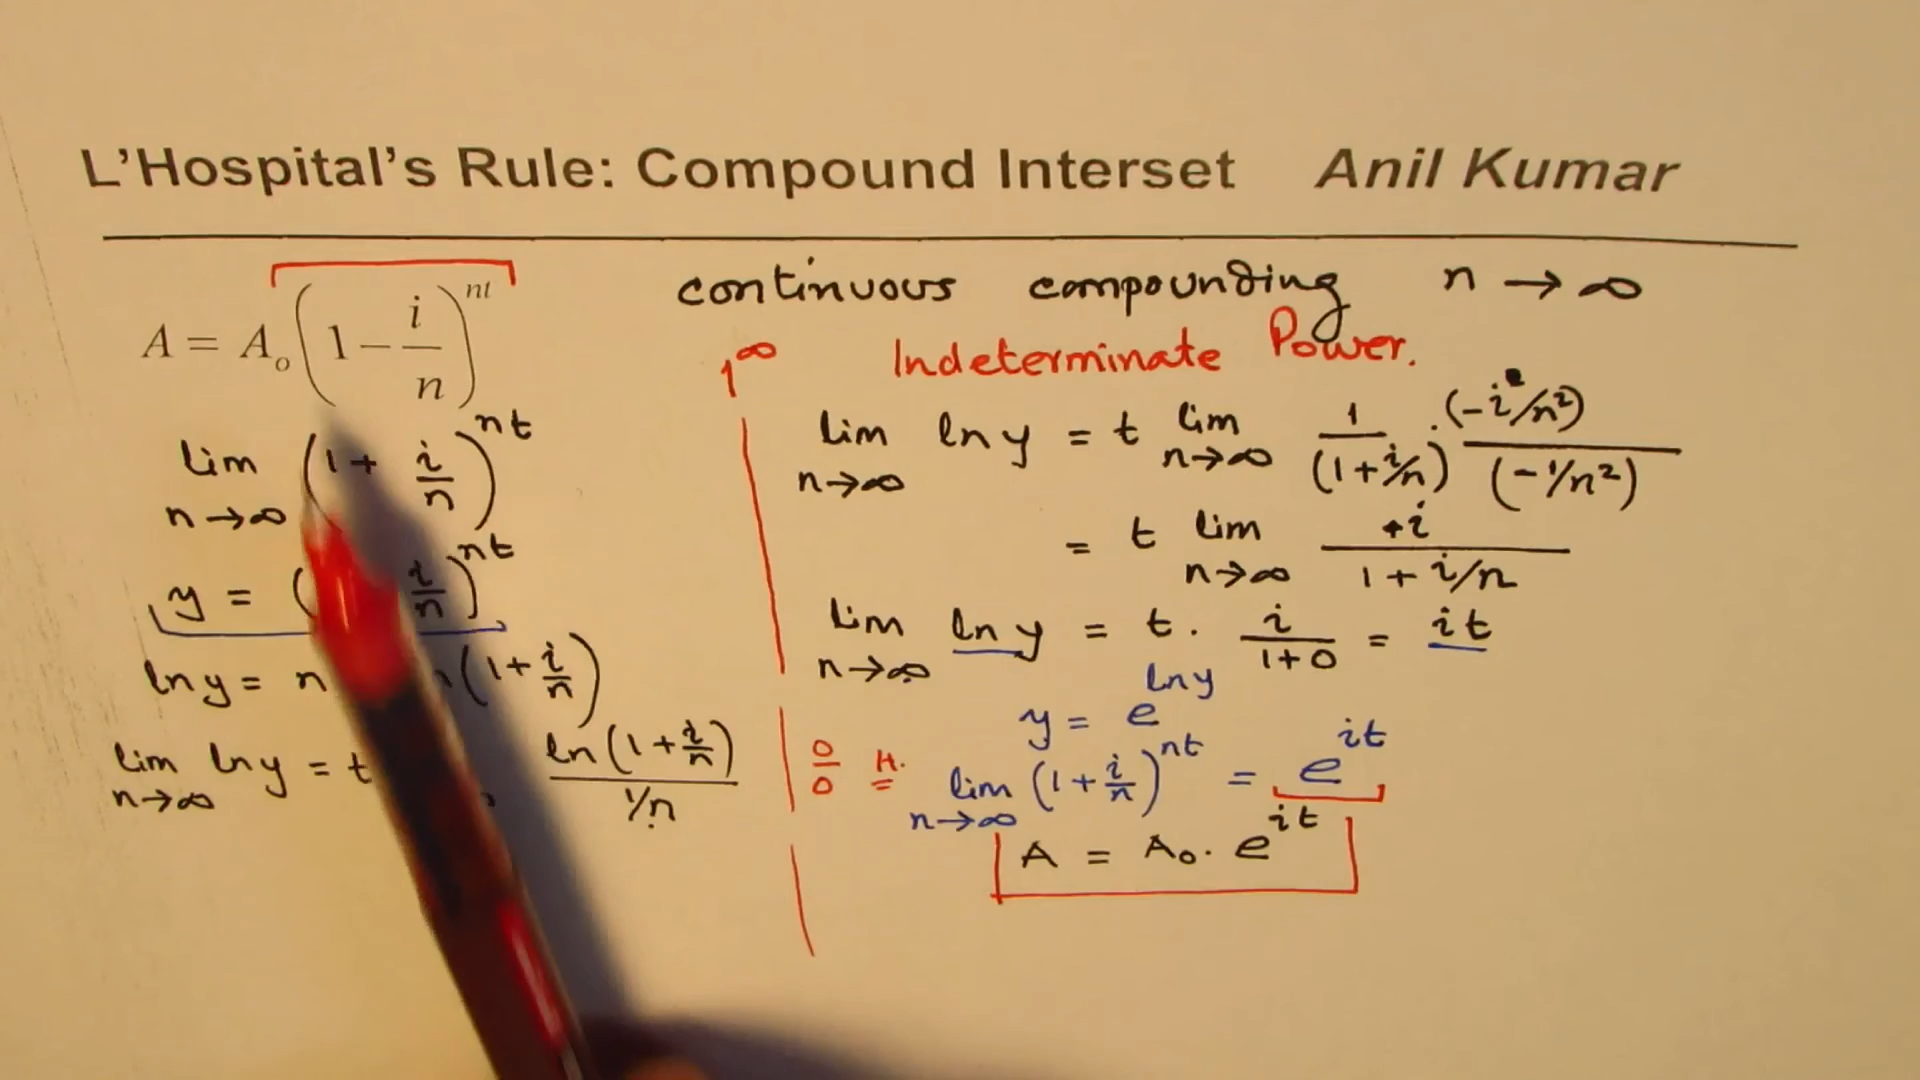 L'Hospital's Rule: Compound Interset Anil Kumar
A = A₀(1 − i/n)^nt
continuous compounding n → ∞
1^∞ Indeterminate Power.
lim n→∞ (1 + i/n)^nt
y = ( i/n)^nt
ln y = n (1 + i/n)
lim n→∞ ln y = t ln(1 + i/n) / 1/n
lim n→∞ ln y = t lim n→∞ 1/(1 + i/n) · (−i/n²)/(−1/n²)
= t lim n→∞ +i/(1 + i/n)
lim n→∞ ln y = t · i/(1+0) = it
y = e^ln y
0/0 H. = lim n→∞ (1 + i/n)^nt = e^it
A = A₀ · e^it